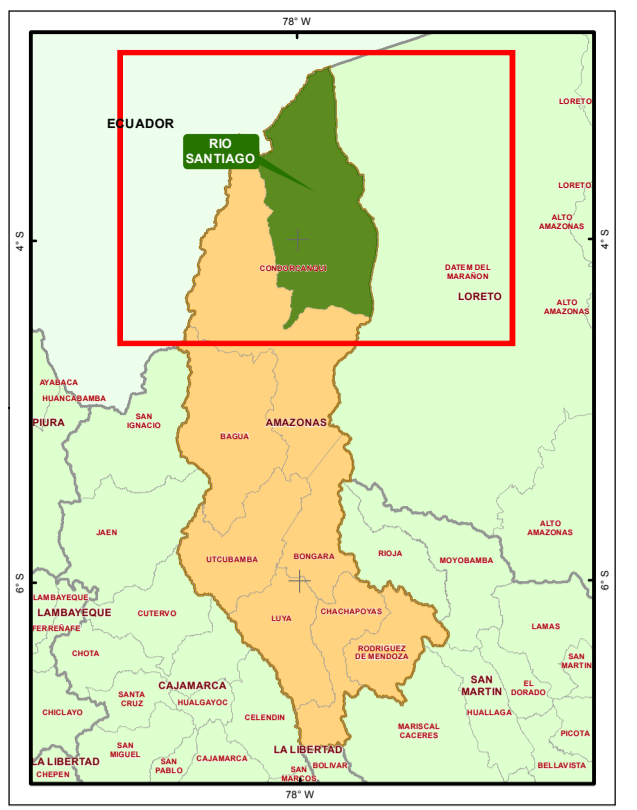 78° W
LORETO
ECUADOR
RIO
SANTIAGO
LORETO
ALTO
AMAZONAS
4° S
4° S
CONDORCANQUI
DATEM DEL
MARAÑON
LORETO
ALTO
AMAZONAS
AYABACA
HUANCABAMBA
PIURA
SAN
IGNACIO
AMAZONAS
BAGUA
JAEN
ALTO
AMAZONAS
UTCUBAMBA
BONGARA
RIOJA
MOYOBAMBA
6° S
6° S
LAMBAYEQUE
LAMBAYEQUE
FERREÑAFE
CUTERVO
LUYA
CHACHAPOYAS
LAMAS
CHOTA
RODRIGUEZ
DE MENDOZA
SAN
MARTIN
CAJAMARCA
SAN
MARTIN
EL
DORADO
SANTA
CRUZ
HUALGAYOC
CHICLAYO
CELENDIN
HUALLAGA
MARISCAL
CACERES
PICOTA
SAN
MIGUEL
LA LIBERTAD
LA LIBERTAD
SAN
PABLO
CAJAMARCA
SAN
MARCOS
BOLIVAR
BELLAVISTA
CHEPEN
78° W